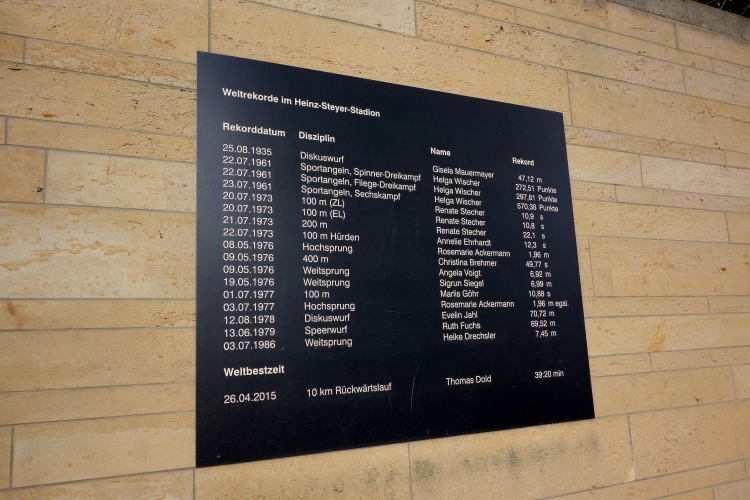 Weltrekorde im Heinz-Steyer-Stadion
Rekorddatum Disziplin Name Rekord
25.08.1935 Diskuswurf Gisela Mauermayer 47,12 m
22.07.1961 Sportangeln, Spinner-Dreikampf Helga Wischer 272,51 Punkte
22.07.1961 Sportangeln, Fliege-Dreikampf Helga Wischer 297,81 Punkte
23.07.1961 Sportangeln, Sechskampf Helga Wischer 570,38 Punkte
20.07.1973 100 m (ZL) Renate Stecher 10,9 s
20.07.1973 100 m (EL) Renate Stecher 10,8 s
21.07.1973 200 m Renate Stecher 22,1 s
22.07.1973 100 m Hürden Annelie Ehrhardt 12,3 s
08.05.1976 Hochsprung Rosemarie Ackermann 1,96 m
09.05.1976 400 m Christina Brehmer 49,77 s
09.05.1976 Weitsprung Angela Voigt 6,92 m
19.05.1976 Weitsprung Sigrun Siegel 6,99 m
01.07.1977 100 m Marlis Göhr 10,88 s
03.07.1977 Hochsprung Rosemarie Ackermann 1,96 m egal.
12.08.1978 Diskuswurf Evelin Jahl 70,72 m
13.06.1979 Speerwurf Ruth Fuchs 69,52 m
03.07.1986 Weitsprung Heike Drechsler 7,45 m
Weltbestzeit
26.04.2015 10 km Rückwärtslauf Thomas Dold 39:20 min